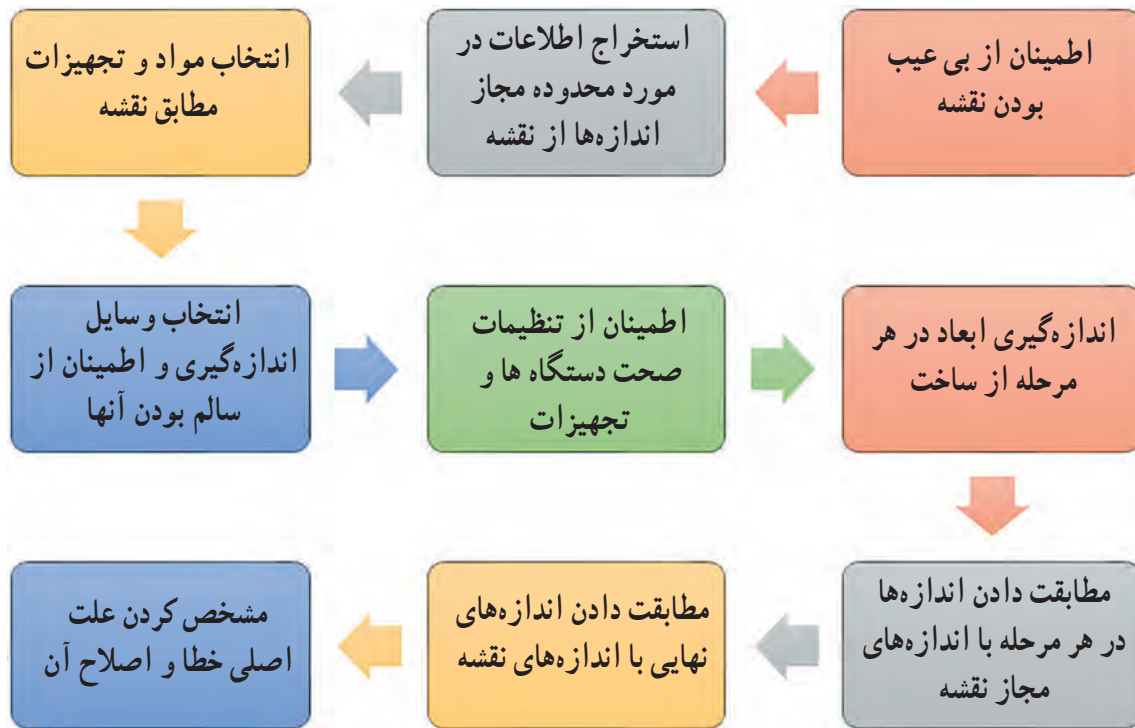 اطمینان از بی عیب
بودن نقشه
استخراج اطلاعات در
مورد محدوده مجاز
اندازه‌ها از نقشه
انتخاب مواد و تجهیزات
مطابق نقشه
انتخاب وسایل
اندازه‌گیری و اطمینان از
سالم بودن آنها
اطمینان از تنظیمات
صحت دستگاه ها و
تجهیزات
اندازه‌گیری ابعاد در هر
مرحله از ساخت
مطابقت دادن اندازه‌ها
در هر مرحله با اندازه‌های
مجاز نقشه
مطابقت دادن اندازه‌های
نهایی با اندازه‌های نقشه
مشخص کردن علت
اصلی خطا و اصلاح آن